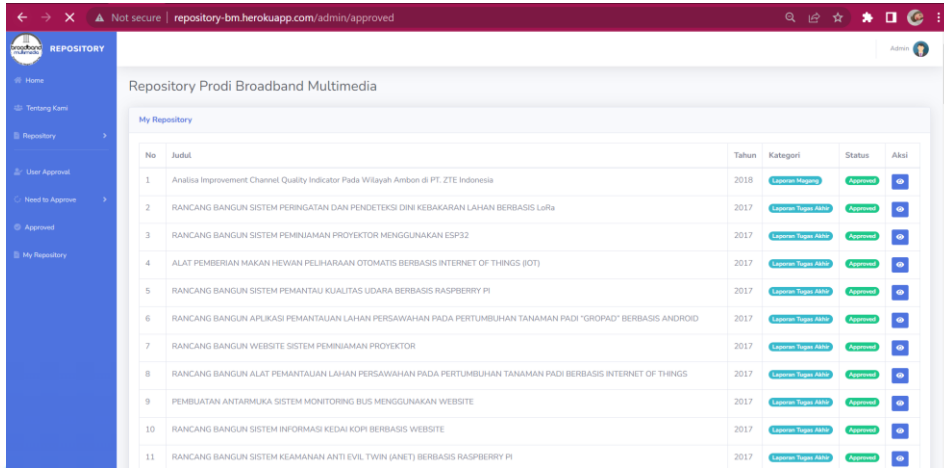 Not secure | repository-bm.herokuapp.com/admin/approved
broadband
multimedia
REPOSITORY
Admin
Home
Tentang Kami
Repository
User Approval
Need to Approve
Approved
My Repository
Repository Prodi Broadband Multimedia
My Repository
No Judul Tahun Kategori Status Aksi
1 Analisa Improvement Channel Quality Indicator Pada Wilayah Ambon di PT. ZTE Indonesia 2018 Laporan Magang Approved
2 RANCANG BANGUN SISTEM PERINGATAN DAN PENDETEKSI DINI KEBAKARAN LAHAN BERBASIS LoRa 2017 Laporan Tugas Akhir Approved
3 RANCANG BANGUN SISTEM PEMINJAMAN PROYEKTOR MENGGUNAKAN ESP32 2017 Laporan Tugas Akhir Approved
4 ALAT PEMBERIAN MAKAN HEWAN PELIHARAAN OTOMATIS BERBASIS INTERNET OF THINGS (IOT) 2017 Laporan Tugas Akhir Approved
5 RANCANG BANGUN SISTEM PEMANTAU KUALITAS UDARA BERBASIS RASPBERRY PI 2017 Laporan Tugas Akhir Approved
6 RANCANG BANGUN APLIKASI PEMANTAUAN LAHAN PERSAWAHAN PADA PERTUMBUHAN TANAMAN PADI "GROPAD" BERBASIS ANDROID 2017 Laporan Tugas Akhir Approved
7 RANCANG BANGUN WEBSITE SISTEM PEMINJAMAN PROYEKTOR 2017 Laporan Tugas Akhir Approved
8 RANCANG BANGUN ALAT PEMANTAUAN LAHAN PERSAWAHAN PADA PERTUMBUHAN TANAMAN PADI BERBASIS INTERNET OF THINGS 2017 Laporan Tugas Akhir Approved
9 PEMBUATAN ANTARMUKA SISTEM MONITORING BUS MENGGUNAKAN WEBSITE 2017 Laporan Tugas Akhir Approved
10 RANCANG BANGUN SISTEM INFORMASI KEDAI KOPI BERBASIS WEBSITE 2017 Laporan Tugas Akhir Approved
11 RANCANG BANGUN SISTEM KEAMANAN ANTI EVIL TWIN (ANET) BERBASIS RASPBERRY PI 2017 Laporan Tugas Akhir Approved